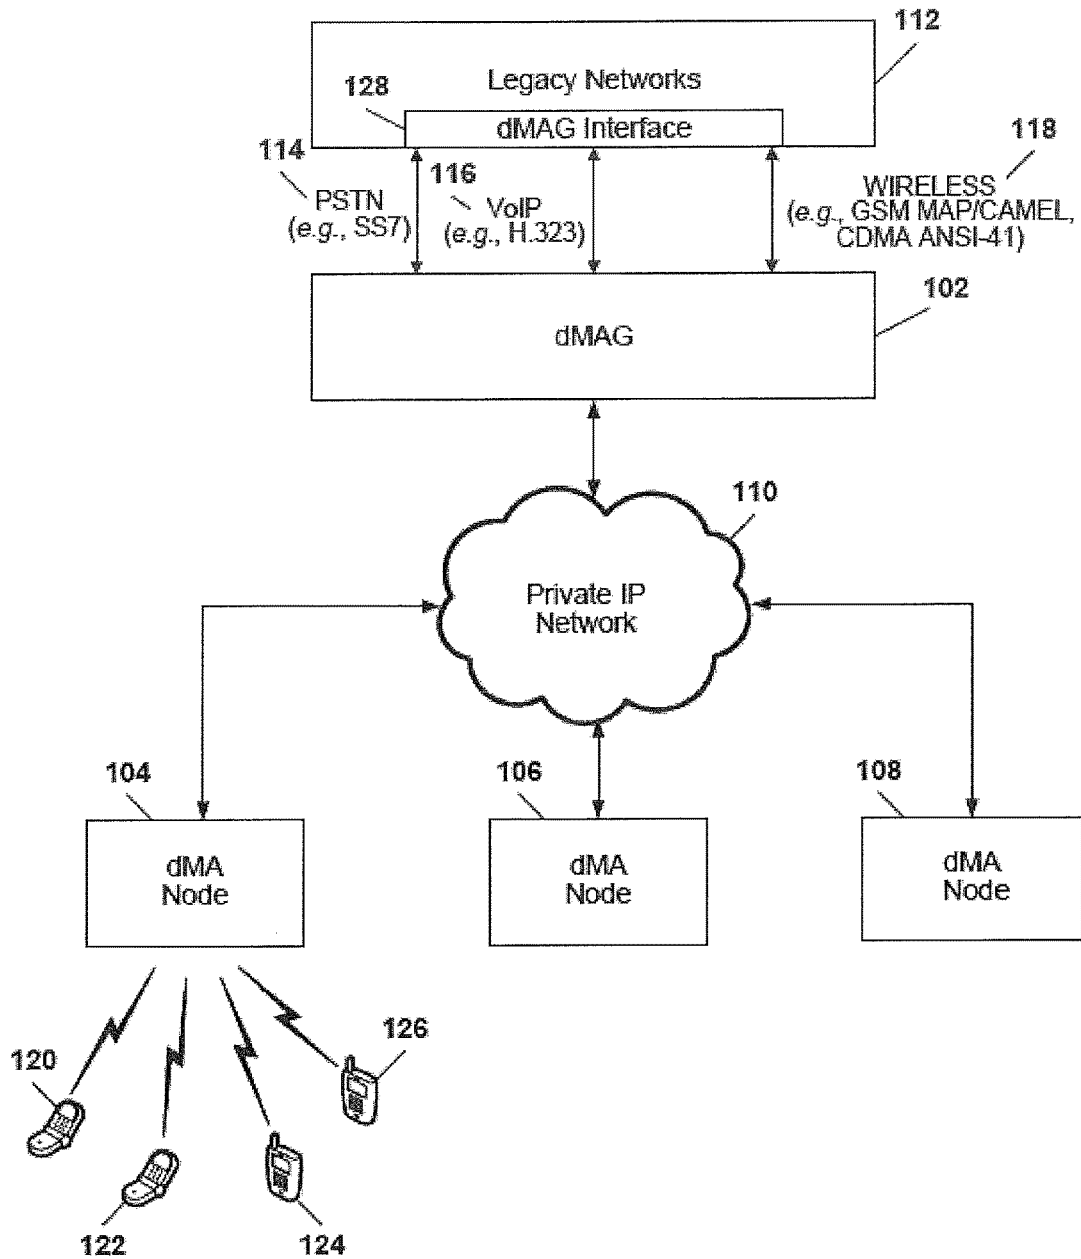 112
Legacy Networks
128
dMAG Interface
114
PSTN
(e.g., SS7)
116
VoIP
(e.g., H.323)
118
WIRELESS
(e.g., GSM MAP/CAMEL,
CDMA ANSI-41)
102
dMAG
110
Private IP
Network
104
dMA
Node
106
dMA
Node
108
dMA
Node
120
122
124
126